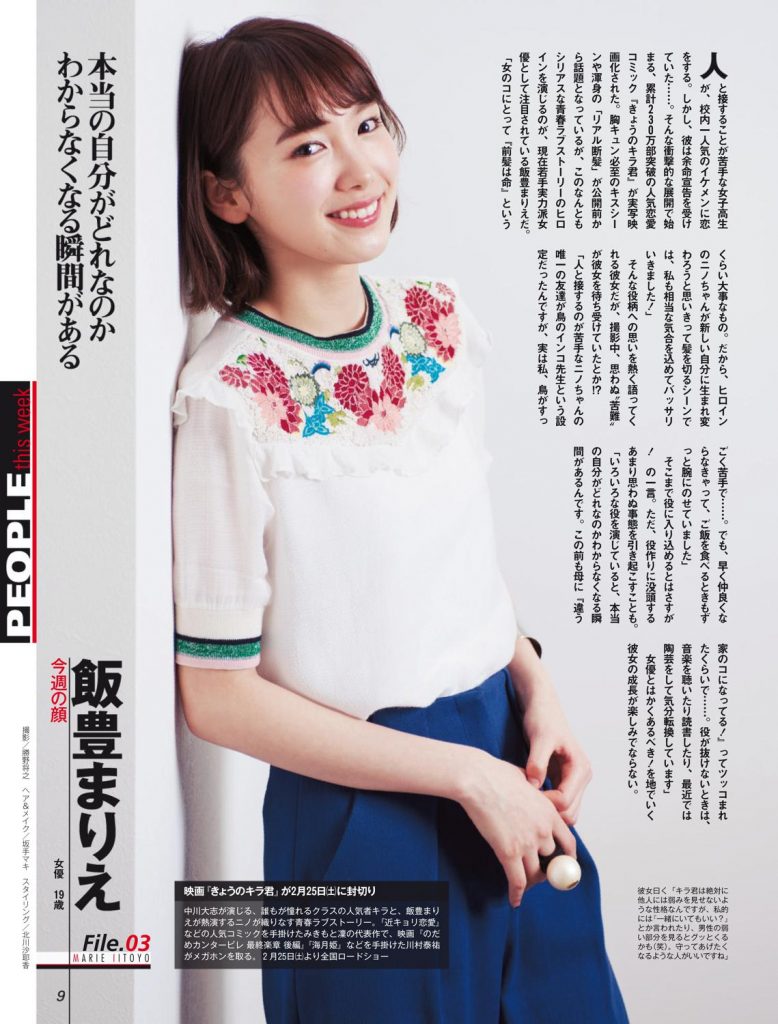 本当の自分がどれなのか
わからなくなる瞬間がある
人と接することが苦手な女子高生
が、校内一人気のイケメンに恋
をする。しかし、彼は余命宣告を受け
ていた……。そんな衝撃的な展開で始
まる、累計230万部突破の人気恋愛
コミック『きょうのキラ君』が実写映
画化された。胸キュン必至のキスシー
ンや渾身の「リアル断髪」が公開前か
ら話題となっているが、このなんとも
シリアスな青春ラブストーリーのヒロ
インを演じるのが、現在若手実力派女
優として注目されている飯豊まりえだ。
「女のコにとって『前髪は命』という
くらい大事なもの。だから、ヒロイン
のニノちゃんが新しい自分に生まれ変
わろうと思いきって髪を切るシーンで
は、私も相当な気合を込めてバッサリ
いきました!」
そんな役柄への思いを熱く語ってく
れる彼女だが、撮影中、思わぬ〝苦難〟
が彼女を待ち受けていたとか!?
「人と接するのが苦手なニノちゃんの
唯一の友達が鳥のインコ先生という設
定だったんですが、実は私、鳥がすっ
ごく苦手で……。でも、早く仲良くな
らなきゃって、ご飯を食べるときもず
っと腕にのせていました」
そこまで役に入り込めるとはさすが
!の一言。ただ、役作りに没頭する
あまり思わぬ事態を引き起こすことも。
「いろいろな役を演じていると、本当
の自分がどれなのかわからなくなる瞬
間があるんです。この前も母に『違う
家のコになってる!』ってツッコまれ
たくらいで……。役が抜けないときは、
音楽を聴いたり読書したり、最近では
陶芸をして気分転換しています」
女優とはかくあるべき!を地でいく
彼女の成長が楽しみでならない。
PEOPLE this week
飯豊まりえ
今週の顔
女優 19歳
File.03
MARIE IITOYO
撮影/勝野将之 ヘア&メイク/坂手マキ スタイリング/北川沙耶香
映画『きょうのキラ君』が2月25日(土)に封切り
中川大志が演じる、誰もが憧れるクラスの人気者キラと、飯豊まり
えが熱演するニノが織りなす青春ラブストーリー。『近キョリ恋愛』
などの人気コミックを手掛けたみきもと凜の代表作で、映画『のだ
めカンタービレ 最終楽章 後編』『海月姫』などを手掛けた川村泰祐
がメガホンを取る。2月25日(土)より全国ロードショー
彼女曰く「キラ君は絶対に
他人には弱みを見せないよ
うな性格なんですが、私的に
は『一緒にいてもいい?』
とか言われたり、男性の弱
い部分を見るとグッとくるか
も(笑)。守ってあげたく
なるような人がいいですね」
9